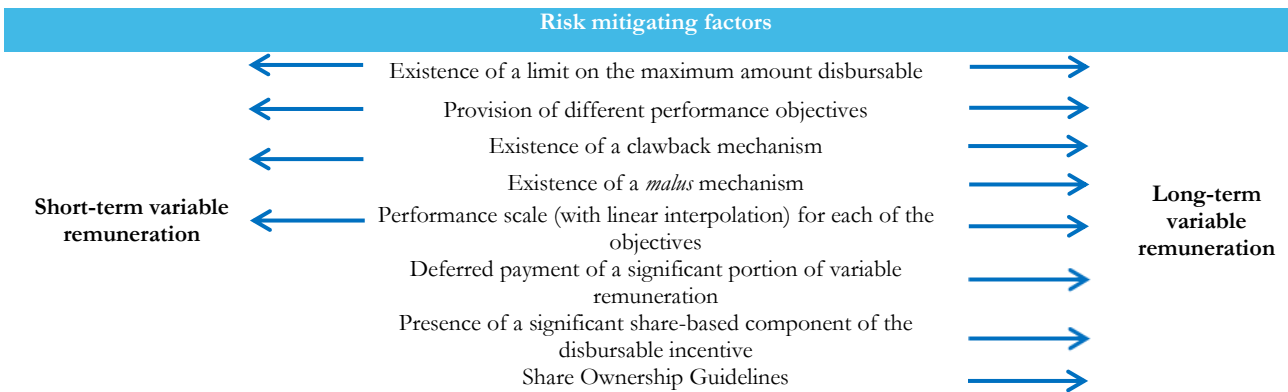 Risk mitigating factors
Existence of a limit on the maximum amount disbursable
Provision of different performance objectives
Existence of a clawback mechanism
Existence of a malus mechanism
Short-term variable
remuneration
Performance scale (with linear interpolation) for each of the
objectives
Long-term
variable
remuneration
Deferred payment of a significant portion of variable
remuneration
Presence of a significant share-based component of the
disbursable incentive
Share Ownership Guidelines